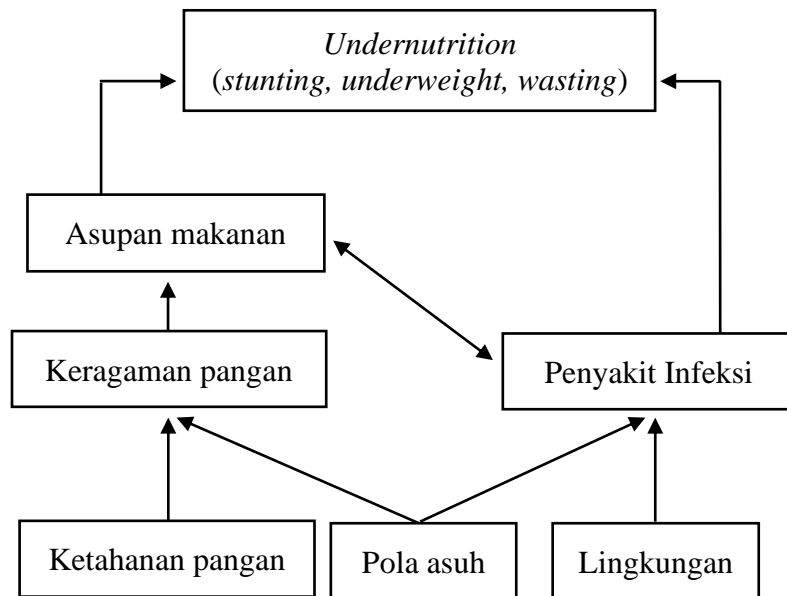 Undernutrition
(stunting, underweight, wasting)
Asupan makanan
Keragaman pangan
Penyakit Infeksi
Ketahanan pangan
Pola asuh
Lingkungan